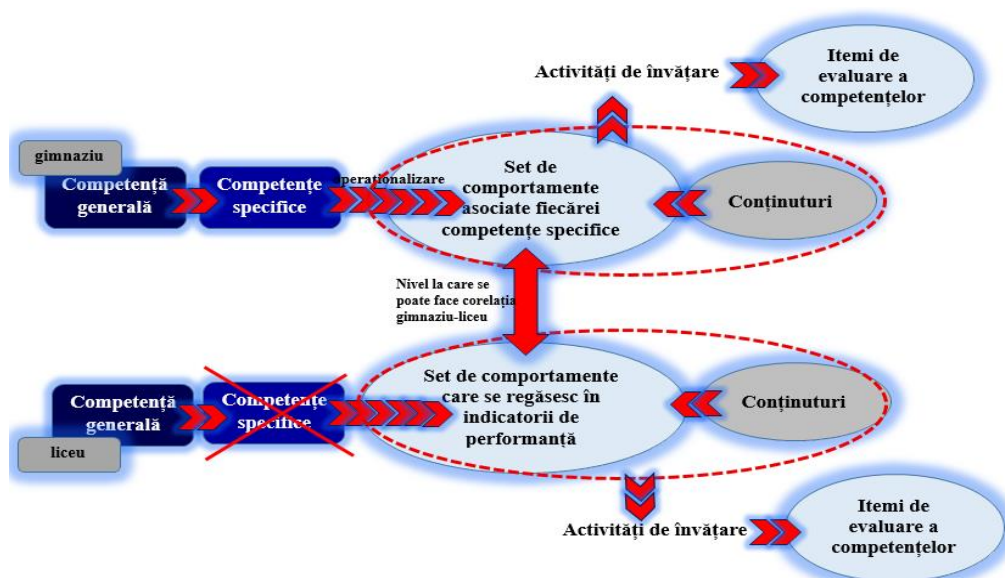 Activități de învățare
Itemi de
evaluare a
competențelor
gimnaziu
Competență
generală
Competențe
specifice
operaționalizare
Set de
comportamente
asociate fiecărei
competențe specifice
Conținuturi
Nivel la care se
poate face corelația
gimnaziu-liceu
Competență
generală
liceu
Competențe
specifice
Set de comportamente
care se regăsesc în
indicatorii de
performanță
Conținuturi
Activități de învățare
Itemi de
evaluare a
competențelor